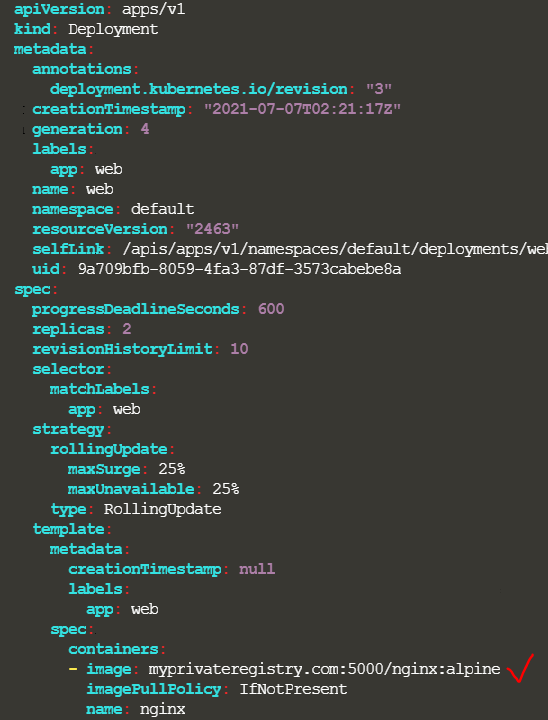 apiVersion: apps/v1
kind: Deployment
metadata:
  annotations:
    deployment.kubernetes.io/revision: "3"
  creationTimestamp: "2021-07-07T02:21:17Z"
  generation: 4
  labels:
    app: web
  name: web
  namespace: default
  resourceVersion: "2463"
  selfLink: /apis/apps/v1/namespaces/default/deployments/web
  uid: 9a709bfb-8059-4fa3-87df-3573cabebe8a
spec:
  progressDeadlineSeconds: 600
  replicas: 2
  revisionHistoryLimit: 10
  selector:
    matchLabels:
      app: web
  strategy:
    rollingUpdate:
      maxSurge: 25%
      maxUnavailable: 25%
    type: RollingUpdate
  template:
    metadata:
      creationTimestamp: null
      labels:
        app: web
    spec:
      containers:
      - image: myprivateregistry.com:5000/nginx:alpine
        imagePullPolicy: IfNotPresent
        name: nginx